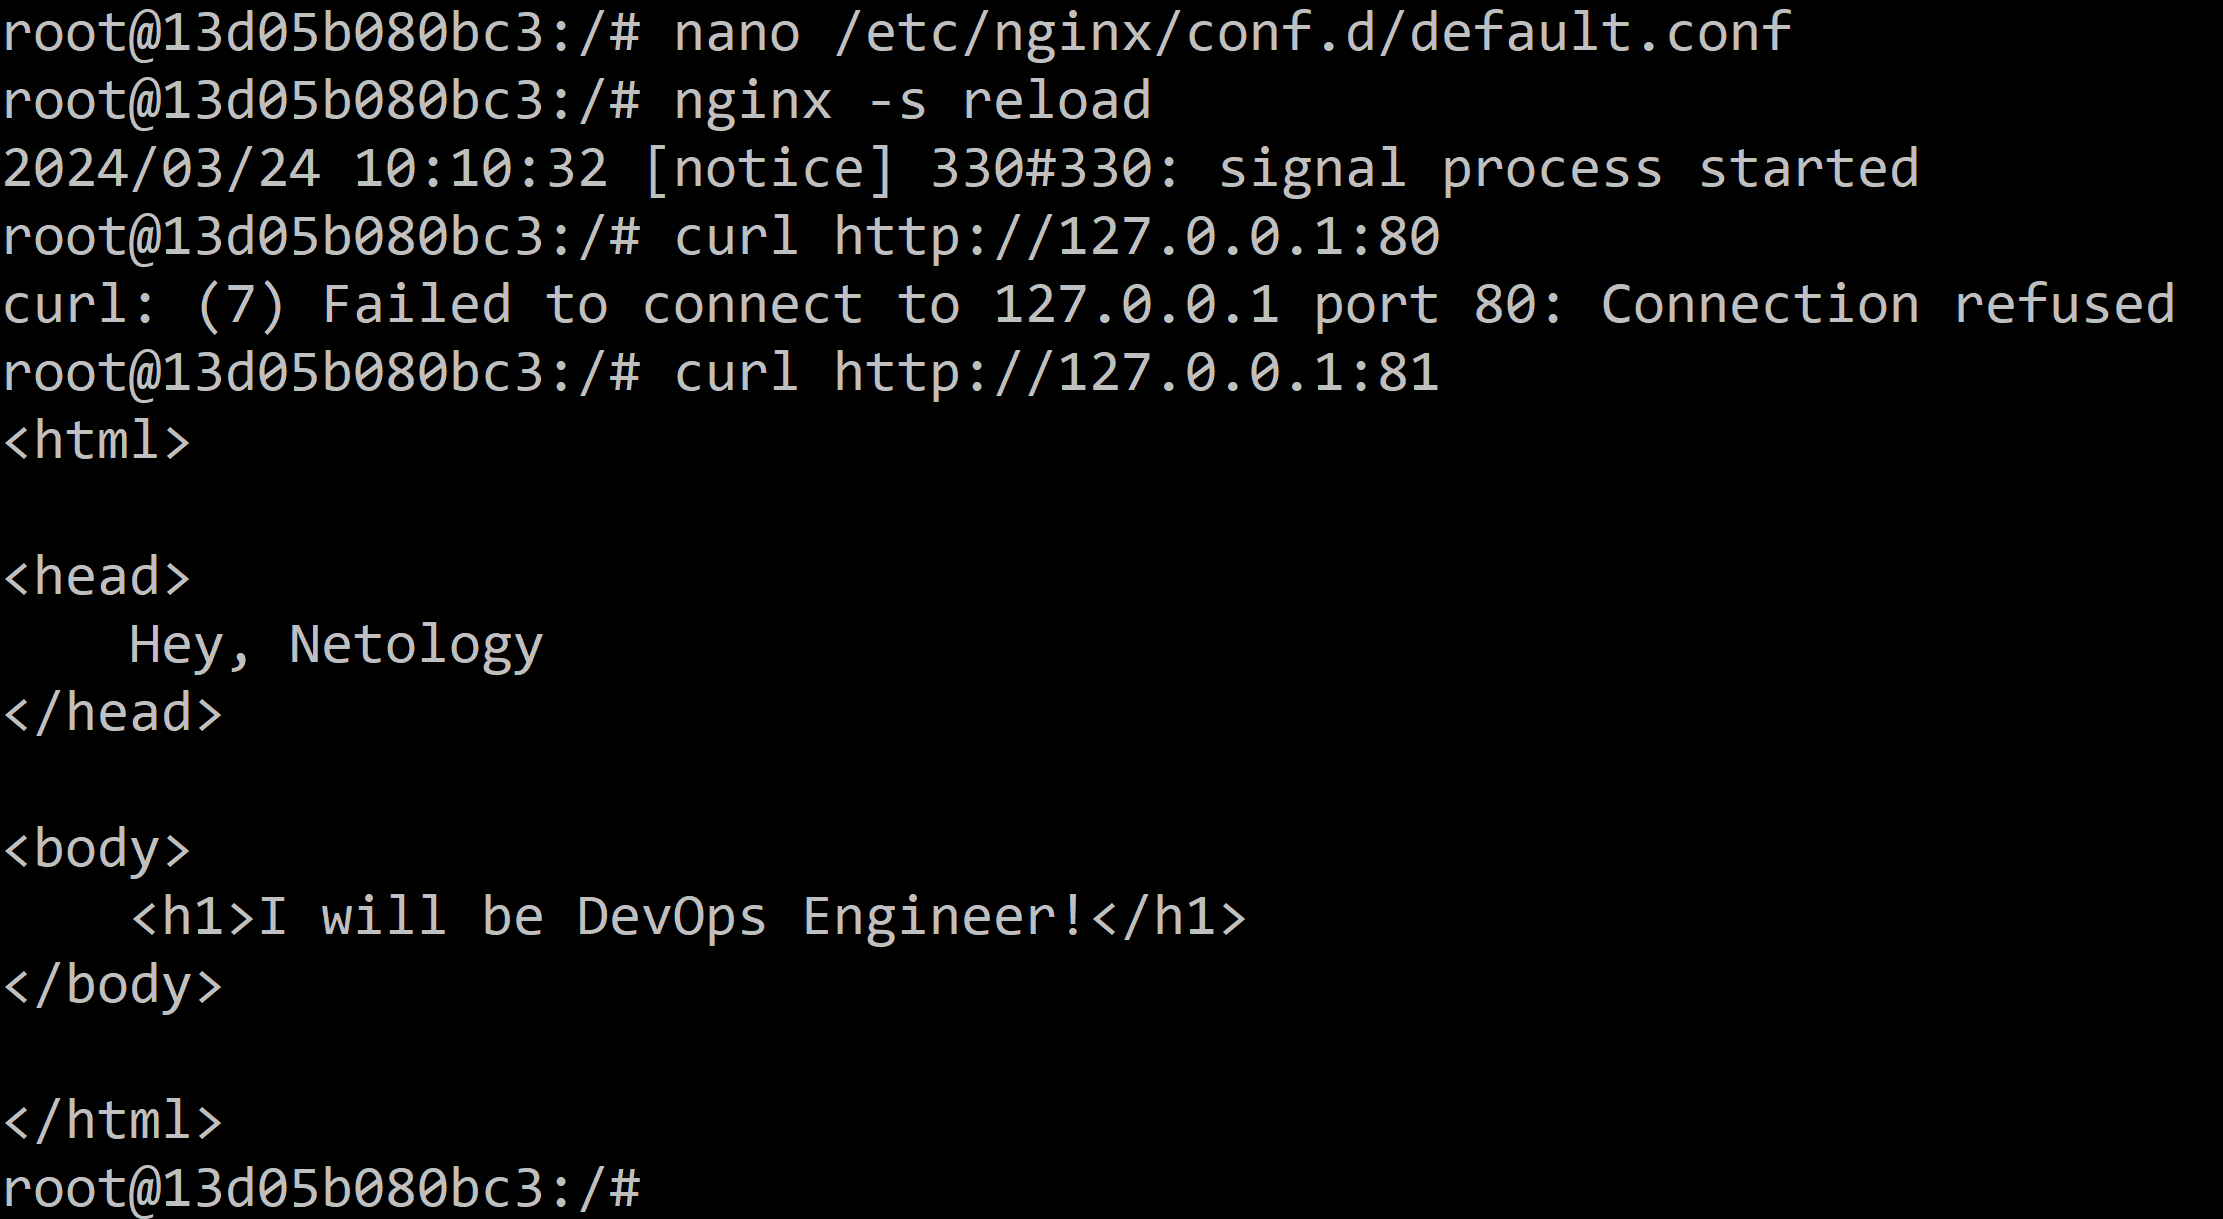 root@13d05b080bc3:/# nano /etc/nginx/conf.d/default.conf
root@13d05b080bc3:/# nginx -s reload
2024/03/24 10:10:32 [notice] 330#330: signal process started
root@13d05b080bc3:/# curl http://127.0.0.1:80
curl: (7) Failed to connect to 127.0.0.1 port 80: Connection refused
root@13d05b080bc3:/# curl http://127.0.0.1:81
<html>

<head>
    Hey, Netology
</head>

<body>
    <h1>I will be DevOps Engineer!</h1>
</body>

</html>
root@13d05b080bc3:/#